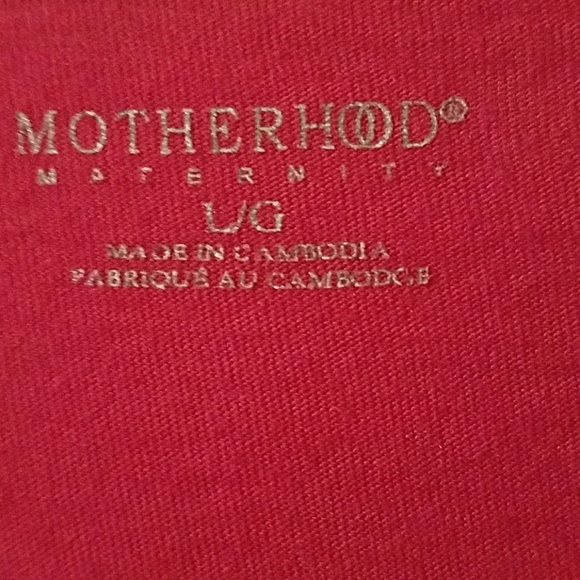 MOTHERHOOD®
MATERNITY
L/G
MADE IN CAMBODIA
FABRIQUÉ AU CAMBODGE